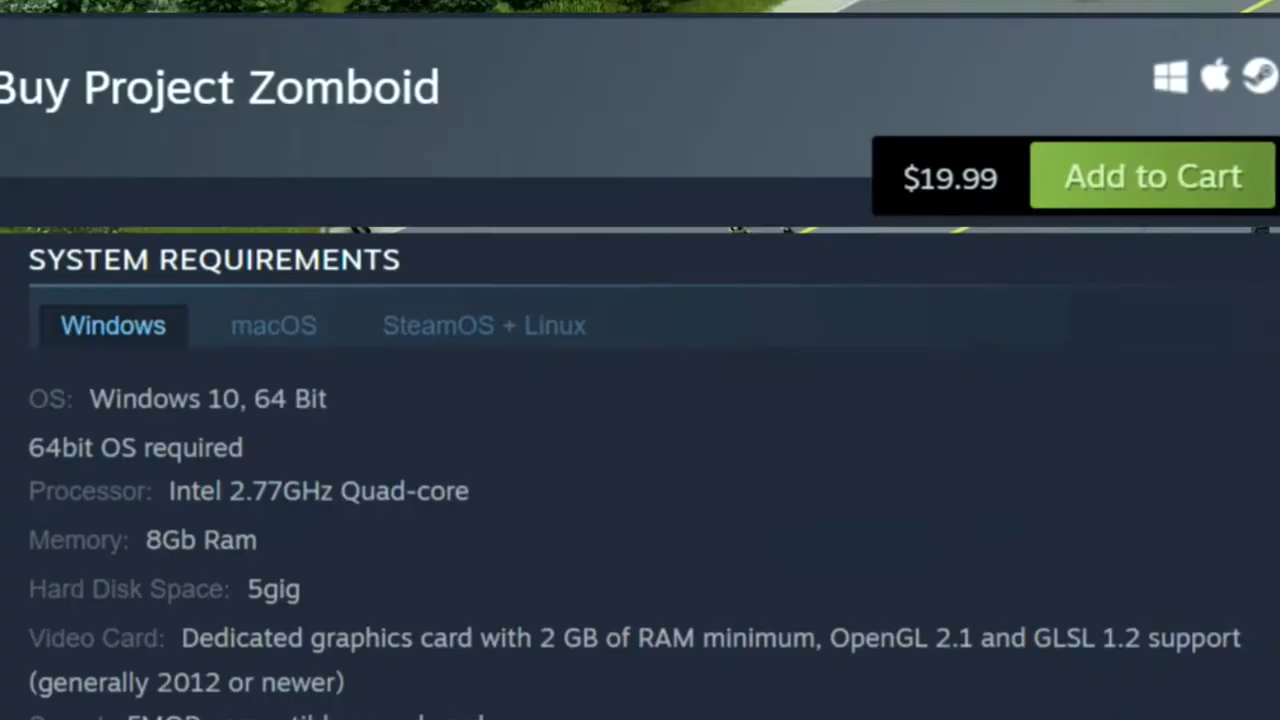 Buy Project Zomboid
$19.99 Add to Cart
SYSTEM REQUIREMENTS
Windows macOS SteamOS + Linux
OS: Windows 10, 64 Bit
64bit OS required
Processor: Intel 2.77GHz Quad-core
Memory: 8Gb Ram
Hard Disk Space: 5gig
Video Card: Dedicated graphics card with 2 GB of RAM minimum, OpenGL 2.1 and GLSL 1.2 support
(generally 2012 or newer)